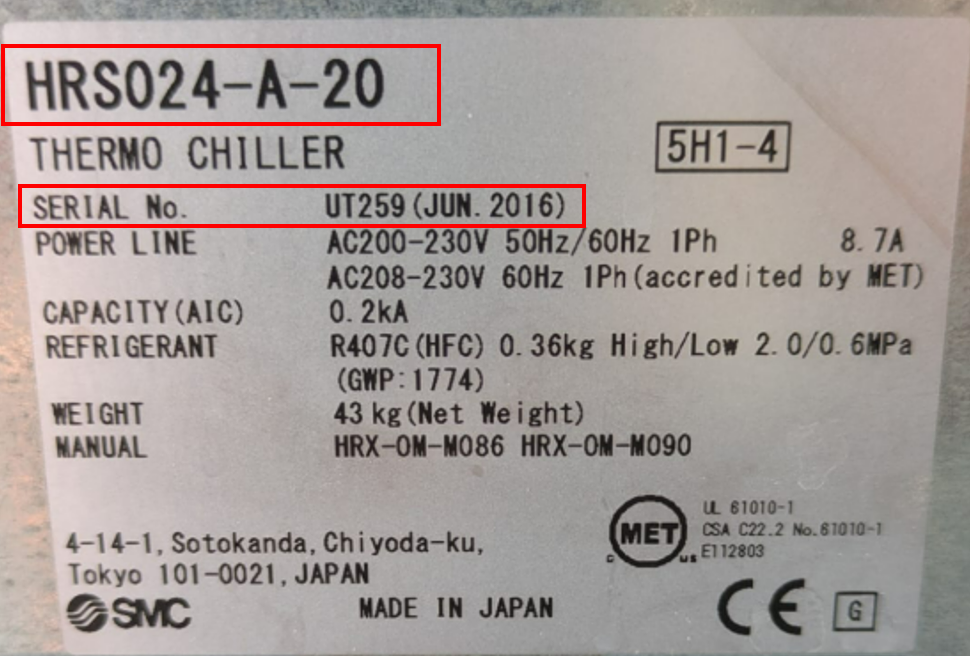 HRS024-A-20
THERMO CHILLER
5H1-4
SERIAL No. UT259(JUN.2016)
POWER LINE AC200-230V 50Hz/60Hz 1Ph 8.7A
AC208-230V 60Hz 1Ph(accredited by MET)
CAPACITY(AIC) 0.2kA
REFRIGERANT R407C(HFC) 0.36kg High/Low 2.0/0.6MPa
(GWP:1774)
WEIGHT 43kg(Net Weight)
MANUAL HRX-OM-M086 HRX-OM-M090
MET
c us
UL 61010-1
CSA C22.2 No.61010-1
E112803
4-14-1,Sotokanda,Chiyoda-ku,
Tokyo 101-0021,JAPAN
SMC MADE IN JAPAN
CE G